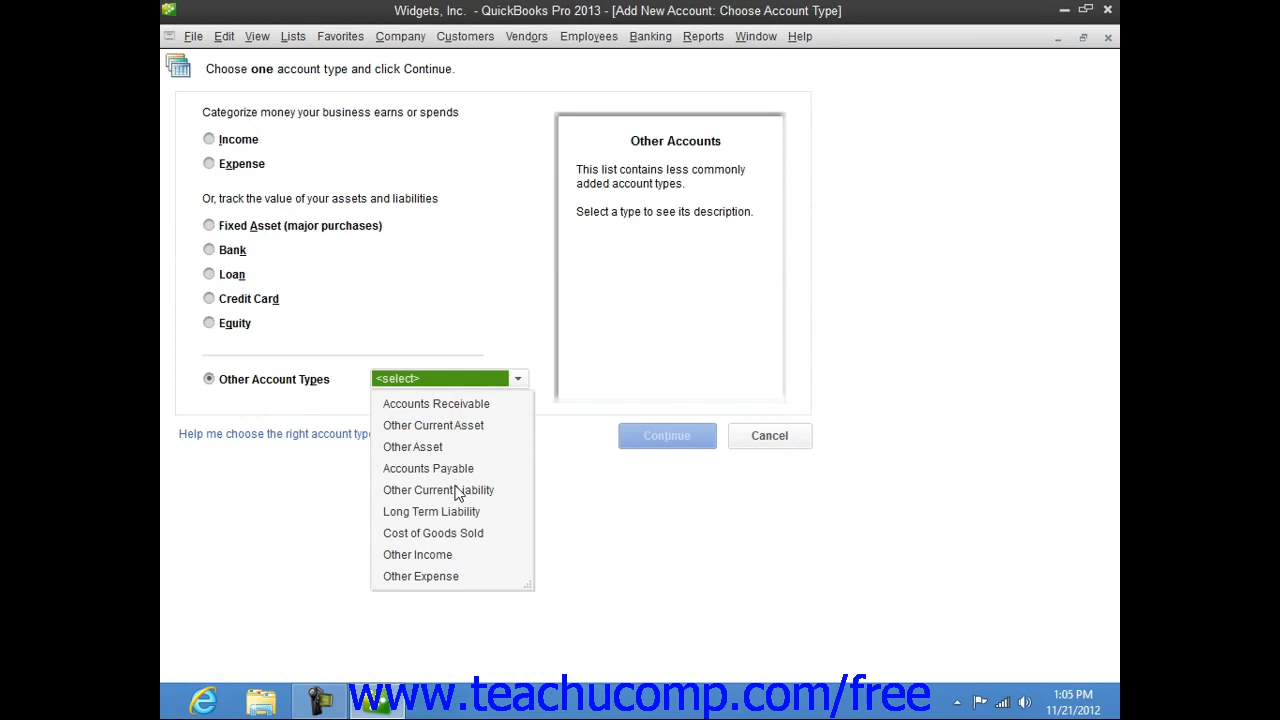 Widgets, Inc. - QuickBooks Pro 2013 - [Add New Account: Choose Account Type]
File Edit View Lists Favorites Company Customers Vendors Employees Banking Reports Window Help
Choose one account type and click Continue.
Categorize money your business earns or spends
Income
Expense
Or, track the value of your assets and liabilities
Fixed Asset (major purchases)
Bank
Loan
Credit Card
Equity
Other Account Types
<select>
Accounts Receivable
Other Current Asset
Other Asset
Accounts Payable
Other Current Liability
Long Term Liability
Cost of Goods Sold
Other Income
Other Expense
Help me choose the right account type
Other Accounts
This list contains less commonly
added account types.
Select a type to see its description.
Continue
Cancel
www.teachucomp.com/free
1:05 PM
11/21/2012